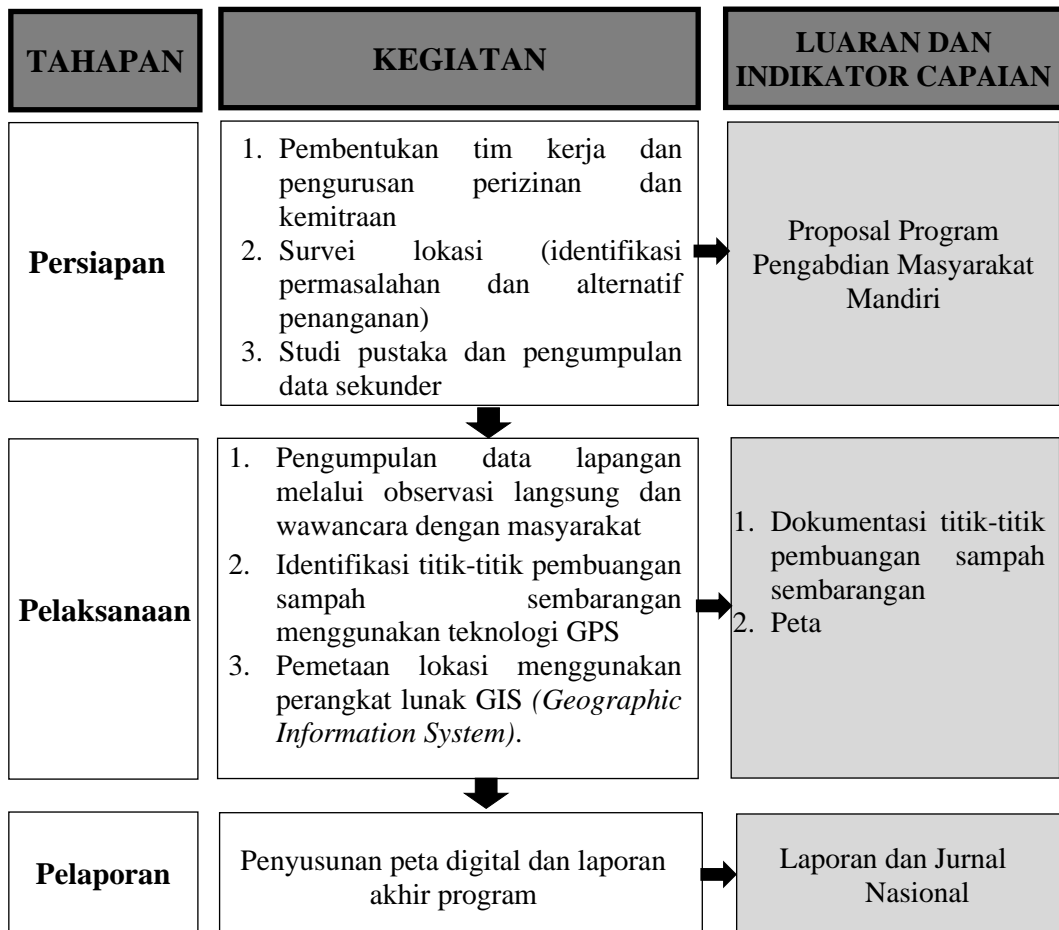 TAHAPAN
KEGIATAN
LUARAN DAN
INDIKATOR CAPAIAN
Persiapan
1. Pembentukan tim kerja dan
pengurusan perizinan dan
kemitraan
2. Survei lokasi (identifikasi
permasalahan dan alternatif
penanganan)
3. Studi pustaka dan pengumpulan
data sekunder
Proposal Program
Pengabdian Masyarakat
Mandiri
Pelaksanaan
1. Pengumpulan data lapangan
melalui observasi langsung dan
wawancara dengan masyarakat
2. Identifikasi titik-titik pembuangan
sampah sembarangan
menggunakan teknologi GPS
3. Pemetaan lokasi menggunakan
perangkat lunak GIS (Geographic
Information System).
1. Dokumentasi titik-titik
pembuangan sampah
sembarangan
2. Peta
Pelaporan
Penyusunan peta digital dan laporan
akhir program
Laporan dan Jurnal
Nasional